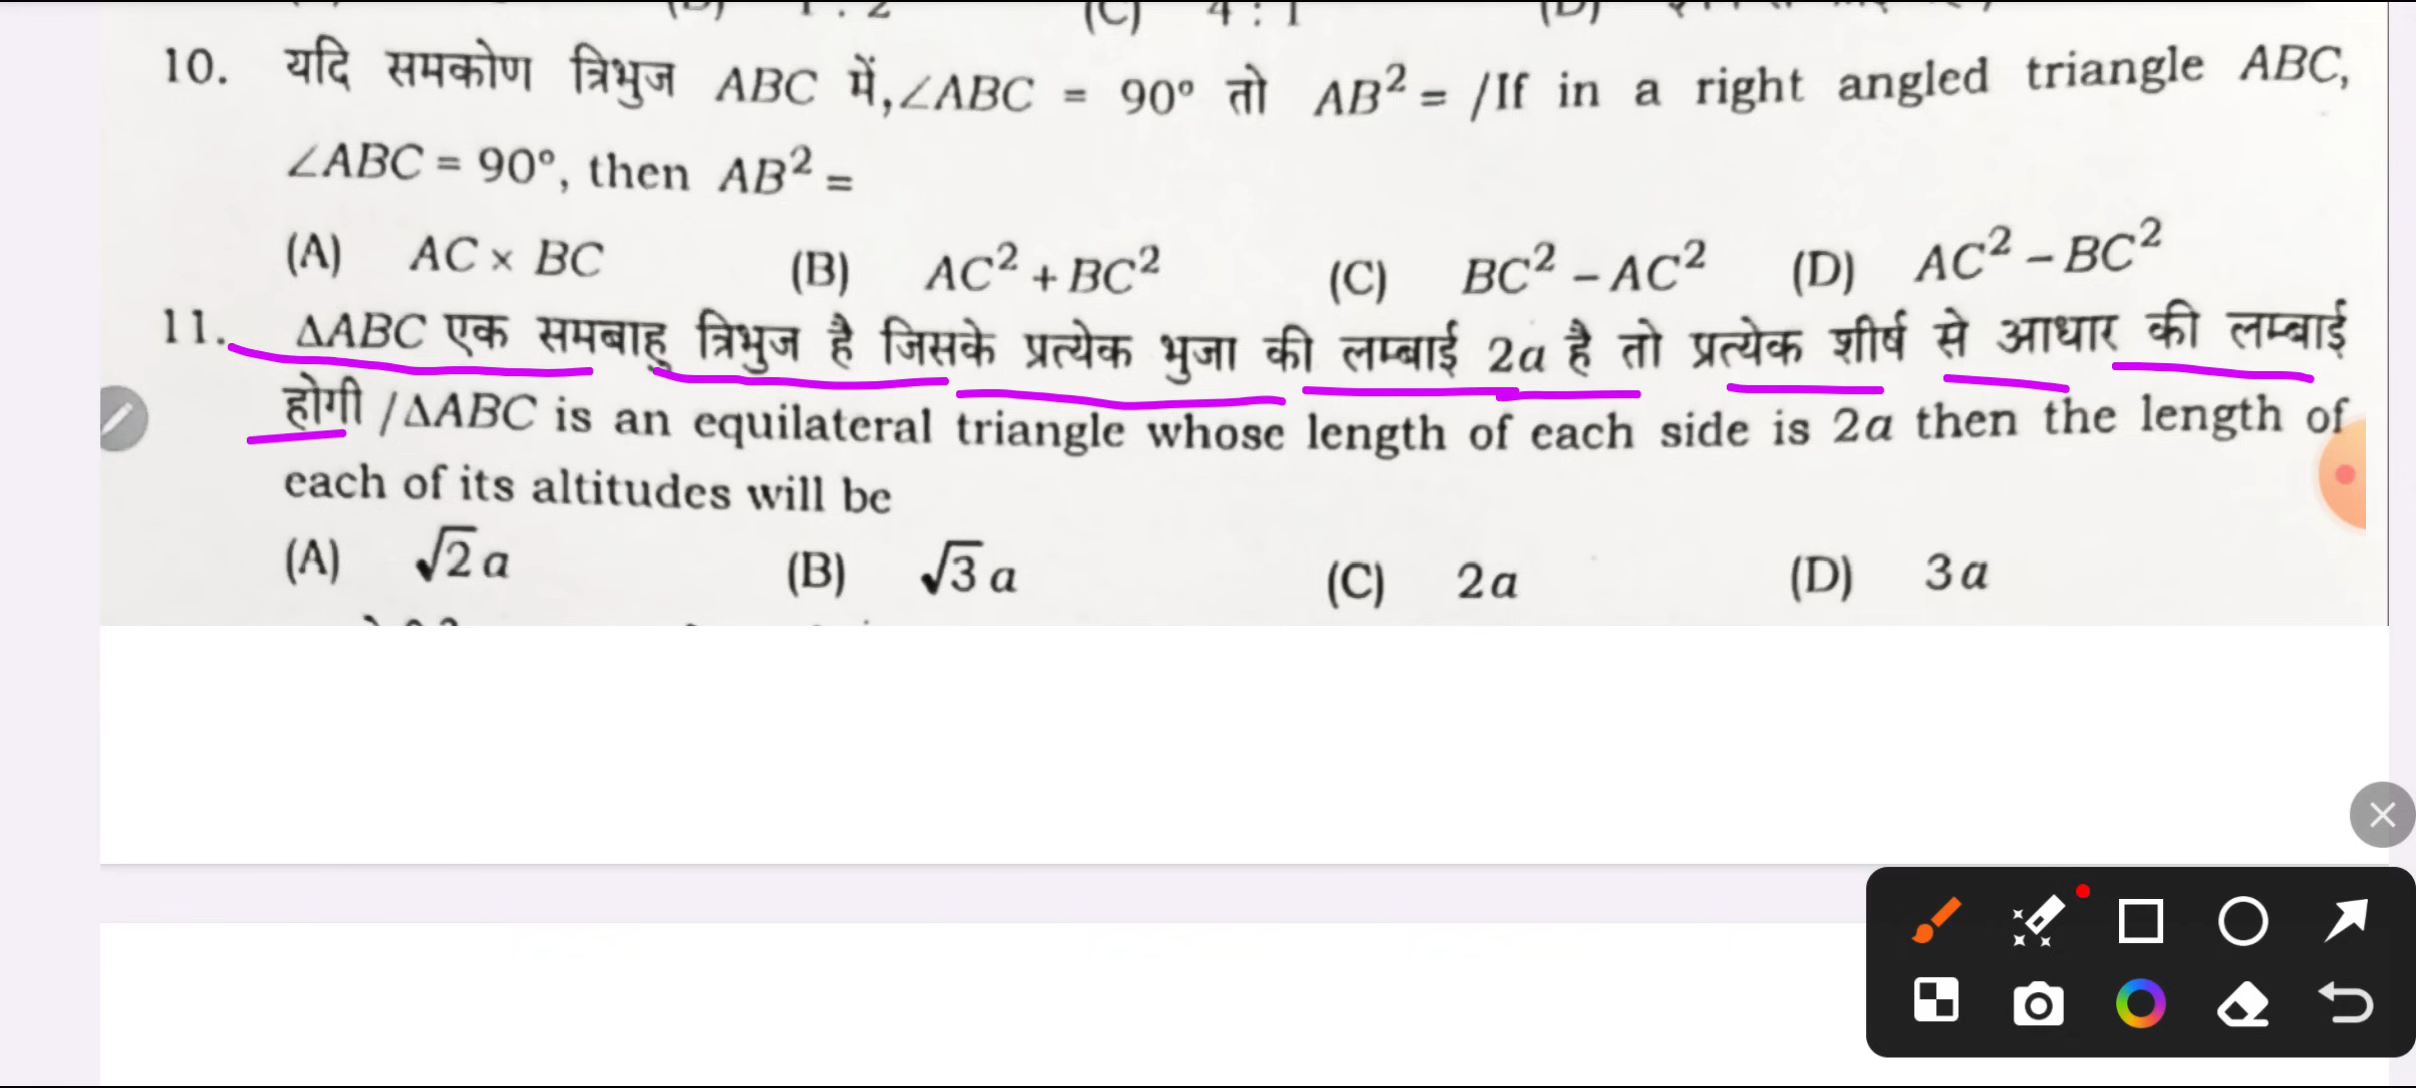 10. यदि समकोण त्रिभुज ABC में,∠ABC = 90° तो AB² = /If in a right angled triangle ABC,
∠ABC = 90°, then AB² =
(A) AC × BC (B) AC² + BC² (C) BC² – AC² (D) AC² – BC²
11. ΔABC एक समबाहु त्रिभुज है जिसके प्रत्येक भुजा की लम्बाई 2a है तो प्रत्येक शीर्ष से आधार की लम्बाई
होगी /ΔABC is an equilateral triangle whose length of each side is 2a then the length of
each of its altitudes will be
(A) √2 a (B) √3 a (C) 2a (D) 3a